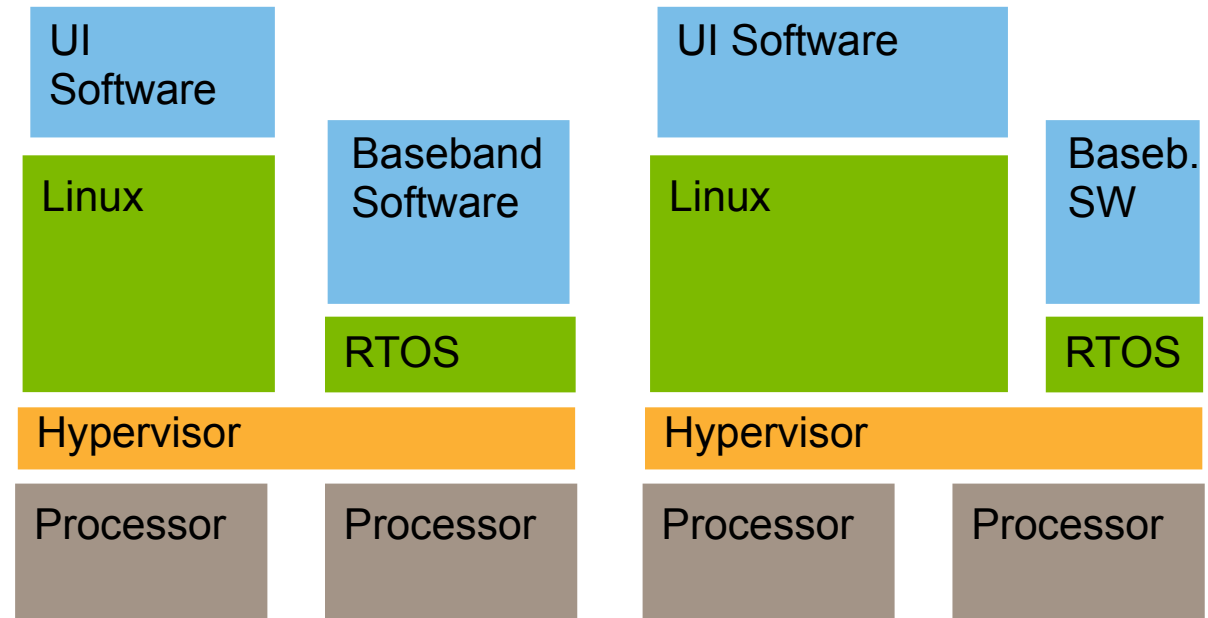 UI
Software
Baseband
Software
Linux
RTOS
Hypervisor
Processor
Processor
UI Software
Baseb.
SW
Linux
RTOS
Hypervisor
Processor
Processor